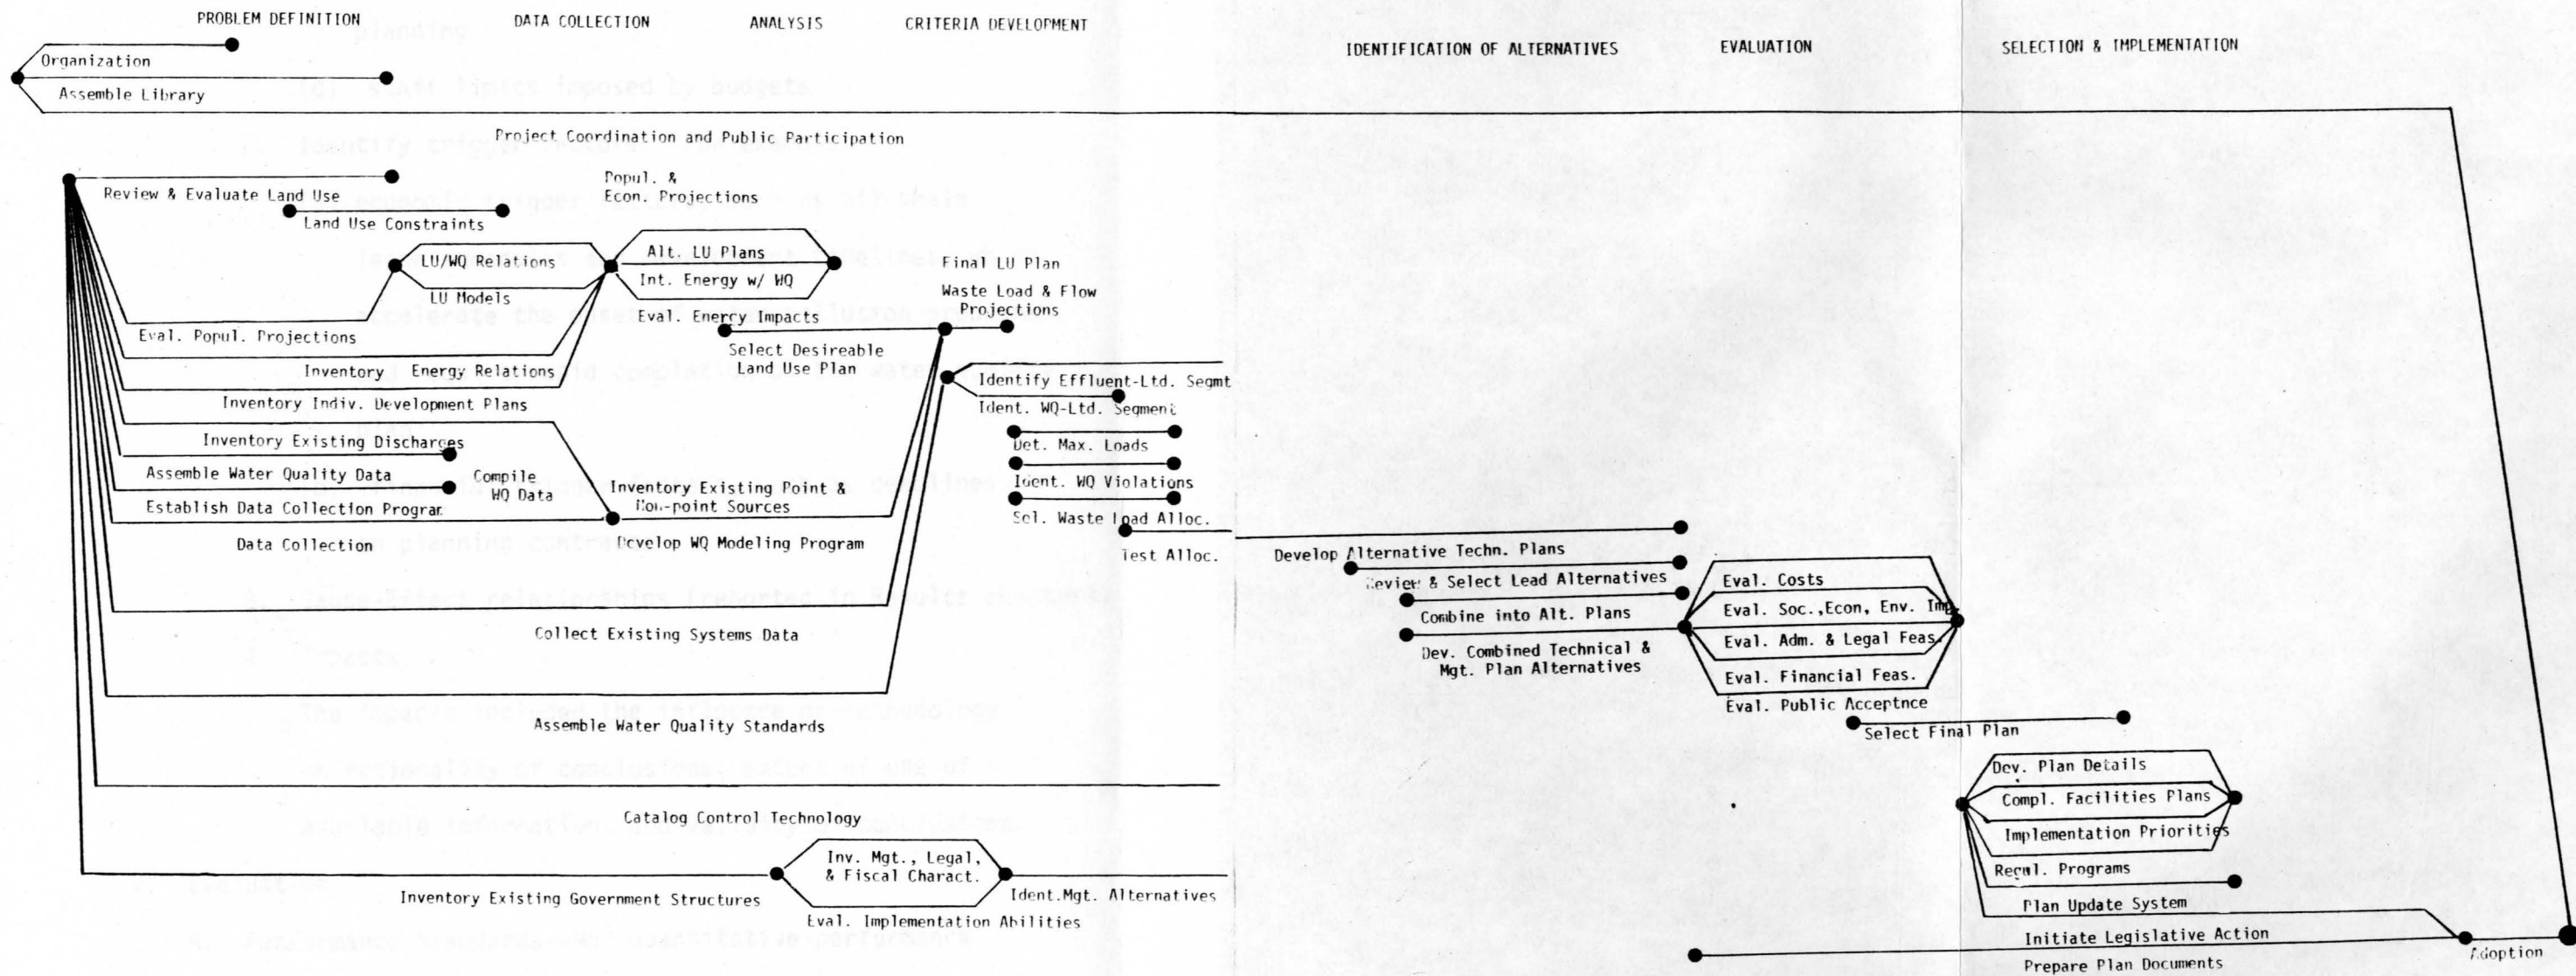 PROBLEM DEFINITION
DATA COLLECTION
ANALYSIS
CRITERIA DEVELOPMENT
IDENTIFICATION OF ALTERNATIVES
EVALUATION
SELECTION & IMPLEMENTATION
Organization
Assemble Library
Project Coordination and Public Participation
Review & Evaluate Land Use
Land Use Constraints
Popul. &
Econ. Projections
LU/WQ Relations
LU Models
Alt. LU Plans
Int. Energy w/ WQ
Eval. Energy Impacts
Final LU Plan
Waste Load & Flow
Projections
Eval. Popul. Projections
Select Desireable
Land Use Plan
Inventory Energy Relations
Inventory Indiv. Development Plans
Identify Effluent-Ltd. Segmt
Ident. WQ-Ltd. Segment
Inventory Existing Discharges
Det. Max. Loads
Assemble Water Quality Data
Compile
WQ Data
Ident. WQ Violations
Inventory Existing Point &
Non-point Sources
Establish Data Collection Program
Sel. Waste Load Alloc.
Data Collection
Develop WQ Modeling Program
Test Alloc.
Develop Alternative Techn. Plans
Review & Select Lead Alternatives
Combine into Alt. Plans
Dev. Combined Technical &
Mgt. Plan Alternatives
Eval. Costs
Eval. Soc.,Econ, Env. Imp.
Eval. Adm. & Legal Feas.
Eval. Financial Feas.
Eval. Public Acceptnce
Collect Existing Systems Data
Assemble Water Quality Standards
Select Final Plan
Dev. Plan Details
Compl. Facilities Plans
Implementation Priorities
Regul. Programs
Plan Update System
Initiate Legislative Action
Prepare Plan Documents
Adoption
Catalog Control Technology
Inv. Mgt., Legal,
& Fiscal Charact.
Inventory Existing Government Structures
Ident.Mgt. Alternatives
Eval. Implementation Abilities
planning
(d) staff limits imposed by budgets